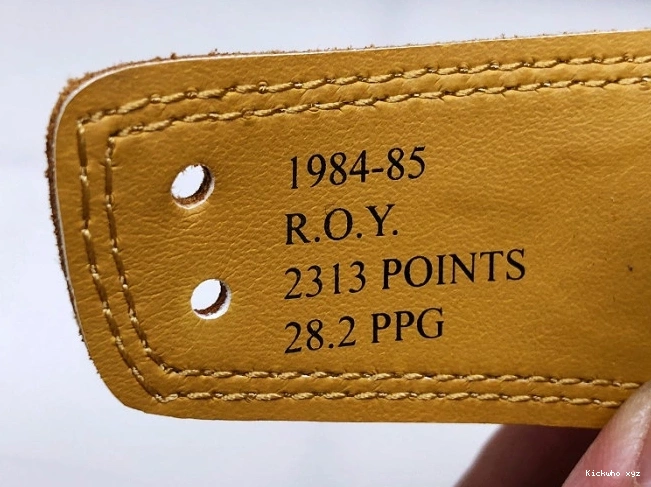 1984-85
R.O.Y.
2313 POINTS
28.2 PPG
Kickwho xyz